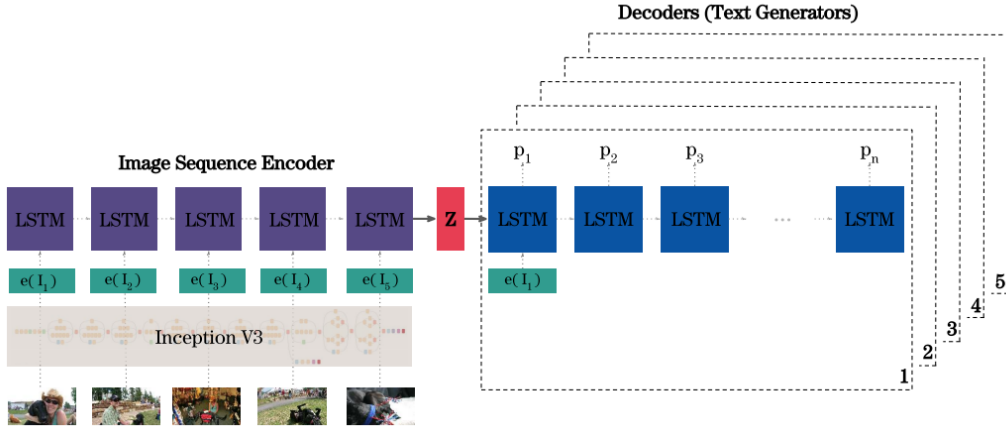 Decoders (Text Generators)
Image Sequence Encoder
p₁ p₂ p₃ pₙ
LSTM LSTM LSTM LSTM LSTM Z LSTM LSTM LSTM ... LSTM
e(I₁) e(I₂) e(I₃) e(I₄) e(I₅) e(I₁)
Inception V3
1 2 3 4 5